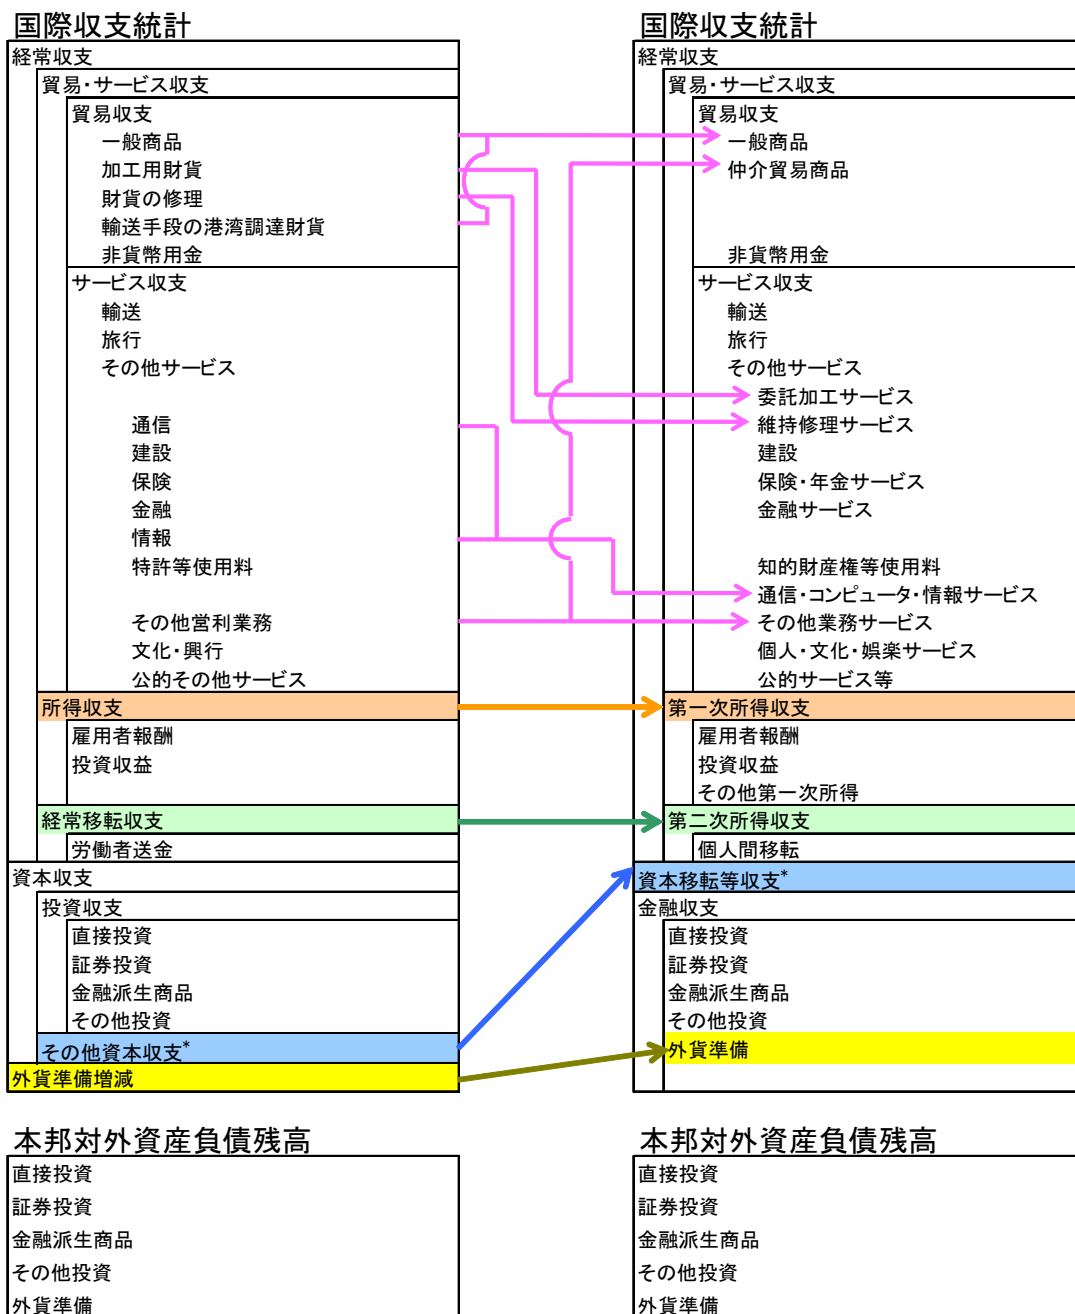 国際収支統計
経常収支
貿易・サービス収支
貿易収支
一般商品
加工用財貨
財貨の修理
輸送手段の港湾調達財貨
非貨幣用金
サービス収支
輸送
旅行
その他サービス
通信
建設
保険
金融
情報
特許等使用料
その他営利業務
文化・興行
公的その他サービス
所得収支
雇用者報酬
投資収益
経常移転収支
労働者送金
資本収支
投資収支
直接投資
証券投資
金融派生商品
その他投資
その他資本収支*
外貨準備増減
本邦対外資産負債残高
直接投資
証券投資
金融派生商品
その他投資
外貨準備
国際収支統計
経常収支
貿易・サービス収支
貿易収支
一般商品
仲介貿易商品
非貨幣用金
サービス収支
輸送
旅行
その他サービス
委託加工サービス
維持修理サービス
建設
保険・年金サービス
金融サービス
知的財産権等使用料
通信・コンピュータ・情報サービス
その他業務サービス
個人・文化・娯楽サービス
公的サービス等
第一次所得収支
雇用者報酬
投資収益
その他第一次所得
第二次所得収支
個人間移転
資本移転等収支*
金融収支
直接投資
証券投資
金融派生商品
その他投資
外貨準備
本邦対外資産負債残高
直接投資
証券投資
金融派生商品
その他投資
外貨準備